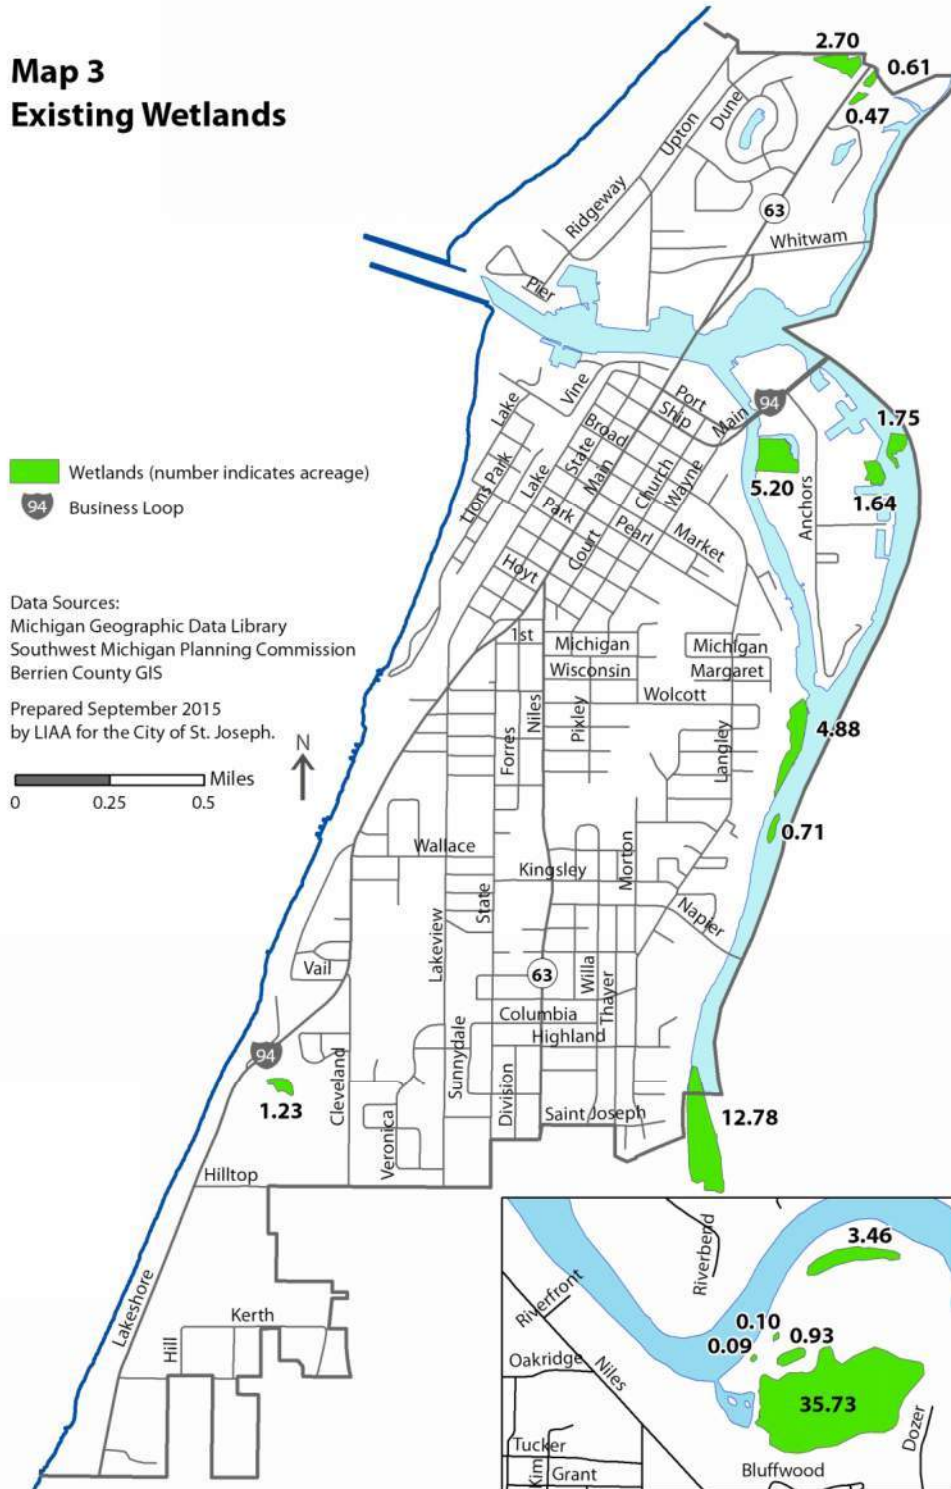 Map 3
Existing Wetlands
2.70
0.61
0.47
Dune
Upton
Ridgeway
63
Whitwam
Pier
Wetlands (number indicates acreage)
94
Business Loop
Data Sources:
Michigan Geographic Data Library
Southwest Michigan Planning Commission
Berrien County GIS
Prepared September 2015
by LIAA for the City of St. Joseph.
N
Miles
0
0.25
0.5
Lake
Vine
Port
Ship
Main
94
Broad
State
Main
Church
Wayne
Lions Park
Lake
Park
Pearl
Market
Court
Hoyt
5.20
Anchors
1.75
1.64
1st
Michigan
Michigan
Wisconsin
Margaret
Wolcott
Niles
Pixley
Forres
Langley
4.88
0.71
Wallace
Kingsley
Morton
State
Napier
Lakeview
Vail
63
Willa
Thayer
Columbia
Highland
94
1.23
Cleveland
Sunnydale
Division
Saint Joseph
Veronica
12.78
Hilltop
Lakeshore
Kerth
Hill
3.46
Riverbend
Riverfront
0.10
0.09
0.93
Oakridge
Niles
35.73
Dozer
Tucker
Kim
Grant
Bluffwood